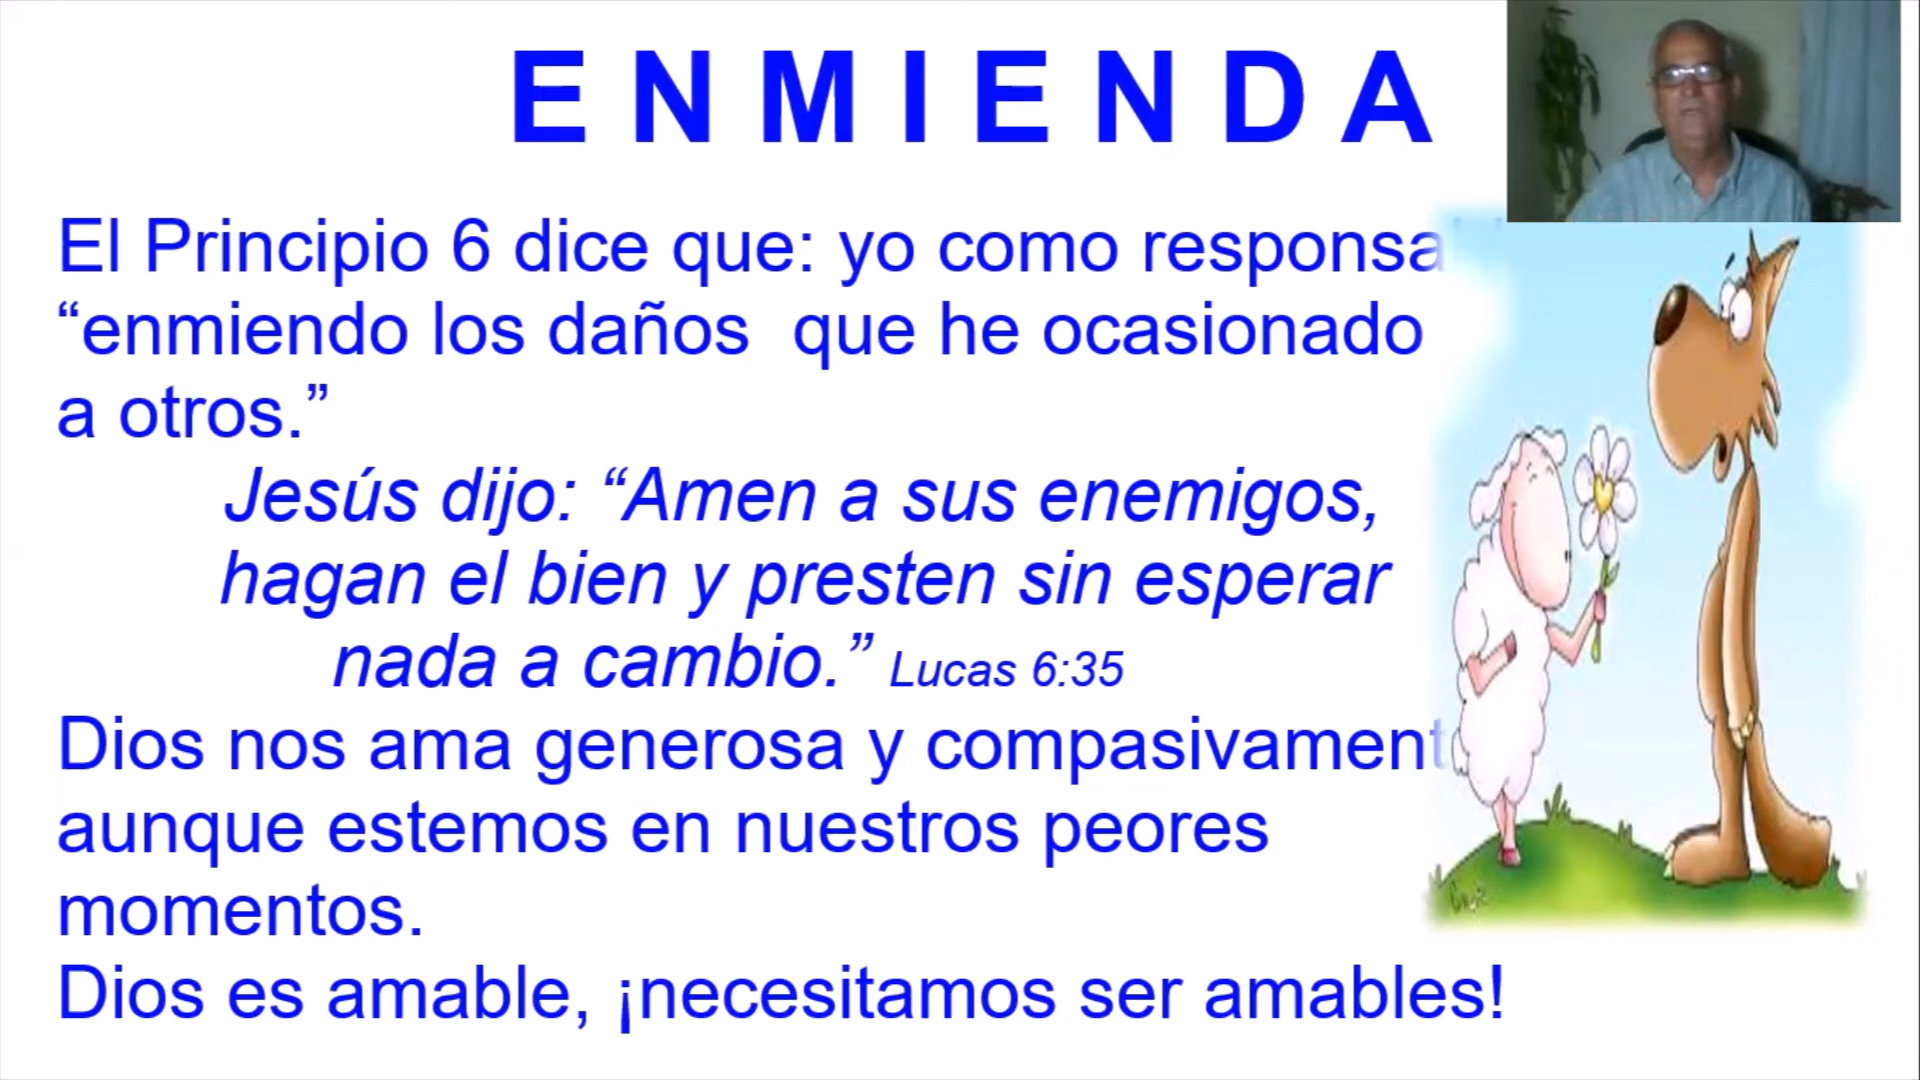 E N M I E N D A
El Principio 6 dice que: yo como responsa
“enmiendo los daños  que he ocasionado
a otros.”
Jesús dijo: “Amen a sus enemigos,
hagan el bien y presten sin esperar
nada a cambio.” Lucas 6:35
Dios nos ama generosa y compasivament
aunque estemos en nuestros peores
momentos.
Dios es amable, ¡necesitamos ser amables!